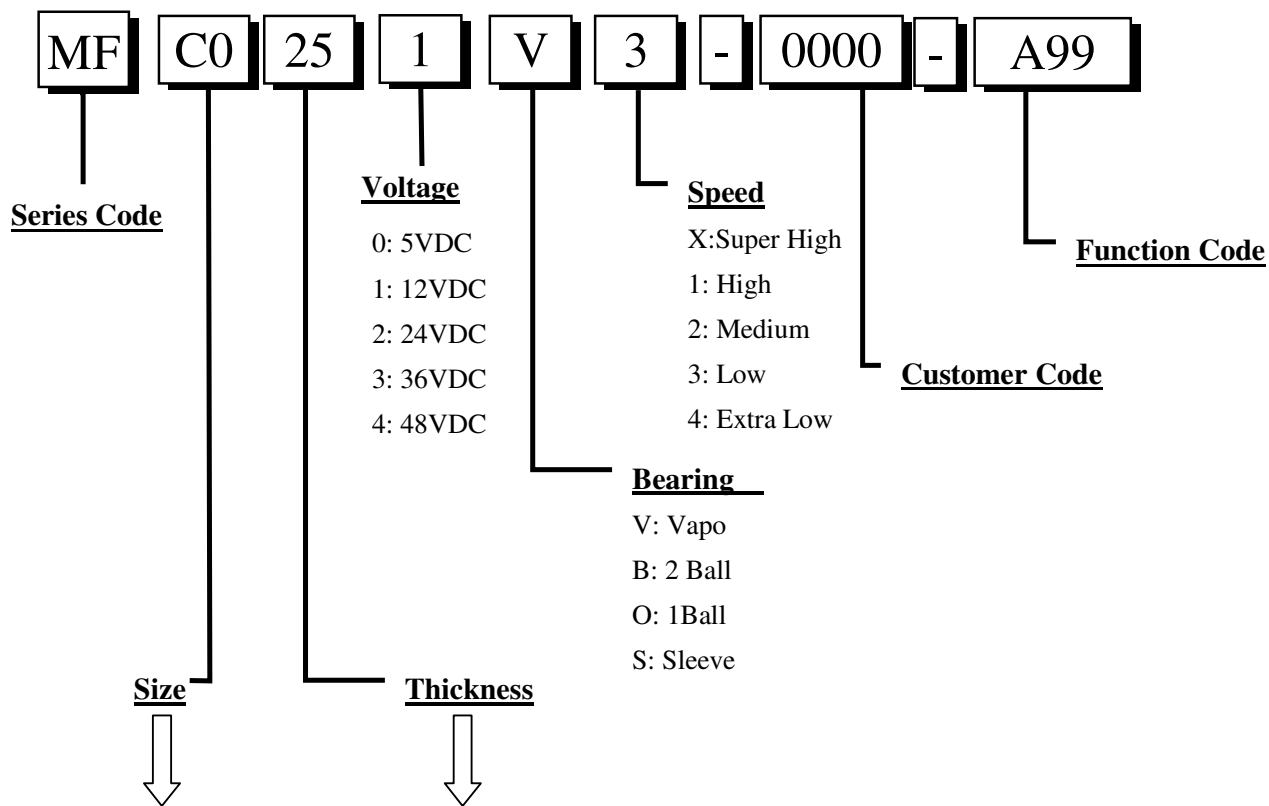 MF C0 25 1 V 3 - 0000 - A99
Series Code
Voltage
0: 5VDC
1: 12VDC
2: 24VDC
3: 36VDC
4: 48VDC
Speed
X:Super High
1: High
2: Medium
3: Low
4: Extra Low
Function Code
Customer Code
Bearing
V: Vapo
B: 2 Ball
O: 1Ball
S: Sleeve
Size
Thickness